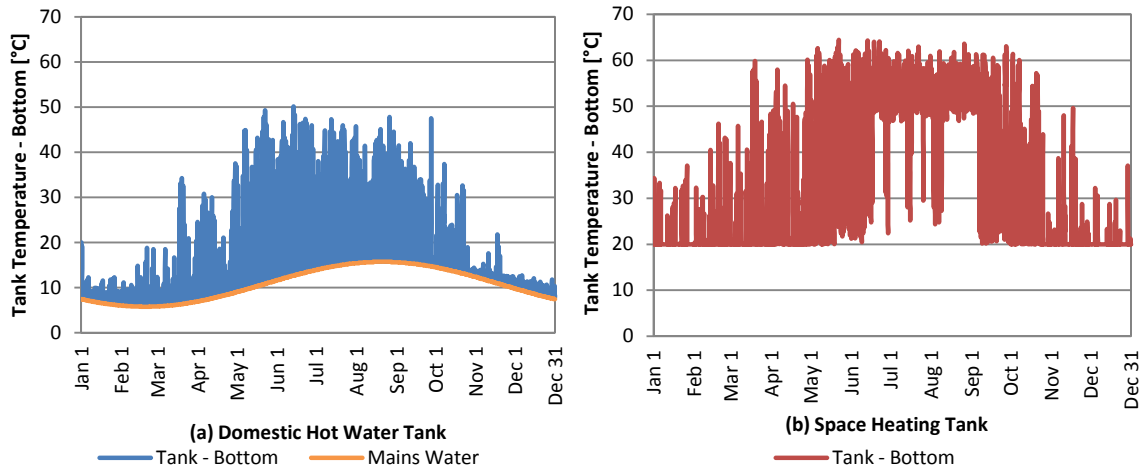 Tank Temperature - Bottom [°C]
70
60
50
40
30
20
10
0
Jan 1
Feb 1
Mar 1
Apr 1
May 1
Jun 1
Jul 1
Aug 1
Sep 1
Oct 1
Nov 1
Dec 1
Dec 31
(a) Domestic Hot Water Tank
Tank - Bottom
Mains Water
Tank Temperature - Bottom [°C]
70
60
50
40
30
20
10
0
Jan 1
Feb 1
Mar 1
Apr 1
May 1
Jun 1
Jul 1
Aug 1
Sep 1
Oct 1
Nov 1
Dec 1
Dec 31
(b) Space Heating Tank
Tank - Bottom